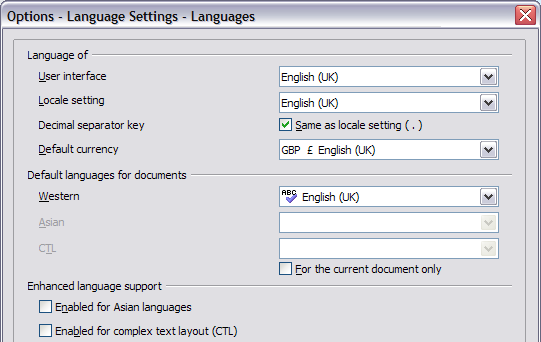 Options - Language Settings - Languages
Language of
User interface English (UK)
Locale setting English (UK)
Decimal separator key Same as locale setting ( . )
Default currency GBP £ English (UK)
Default languages for documents
Western ABC English (UK)
Asian
CTL
For the current document only
Enhanced language support
Enabled for Asian languages
Enabled for complex text layout (CTL)